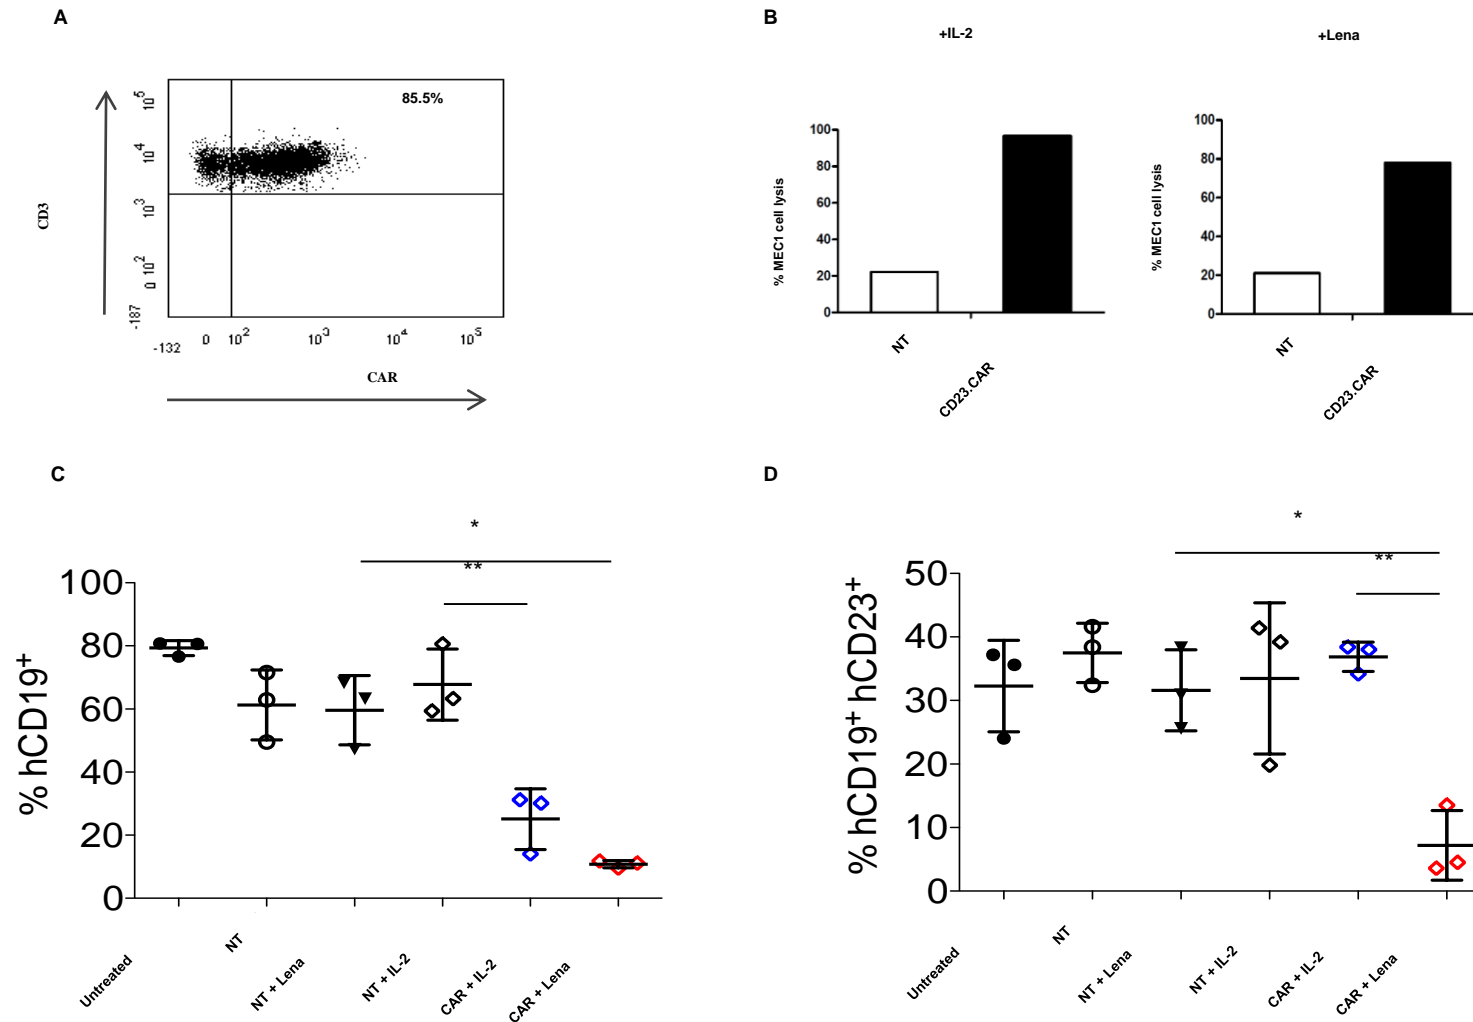 A
85.5%
CD3
10^5
10^4
10^3
10^2
0
-187
-132
0
10^2
10^3
10^4
10^5
CAR
B
+IL-2
% MEC1 cell lysis
100
80
60
40
20
0
NT
CD23.CAR
+Lena
% MEC1 cell lysis
100
80
60
40
20
0
NT
CD23.CAR
C
*
**
% hCD19+
100
80
60
40
20
0
Untreated
NT
NT + Lena
NT + IL-2
CAR + IL-2
CAR + Lena
D
*
**
% hCD19+ hCD23+
50
40
30
20
10
0
Untreated
NT
NT + Lena
NT + IL-2
CAR + IL-2
CAR + Lena